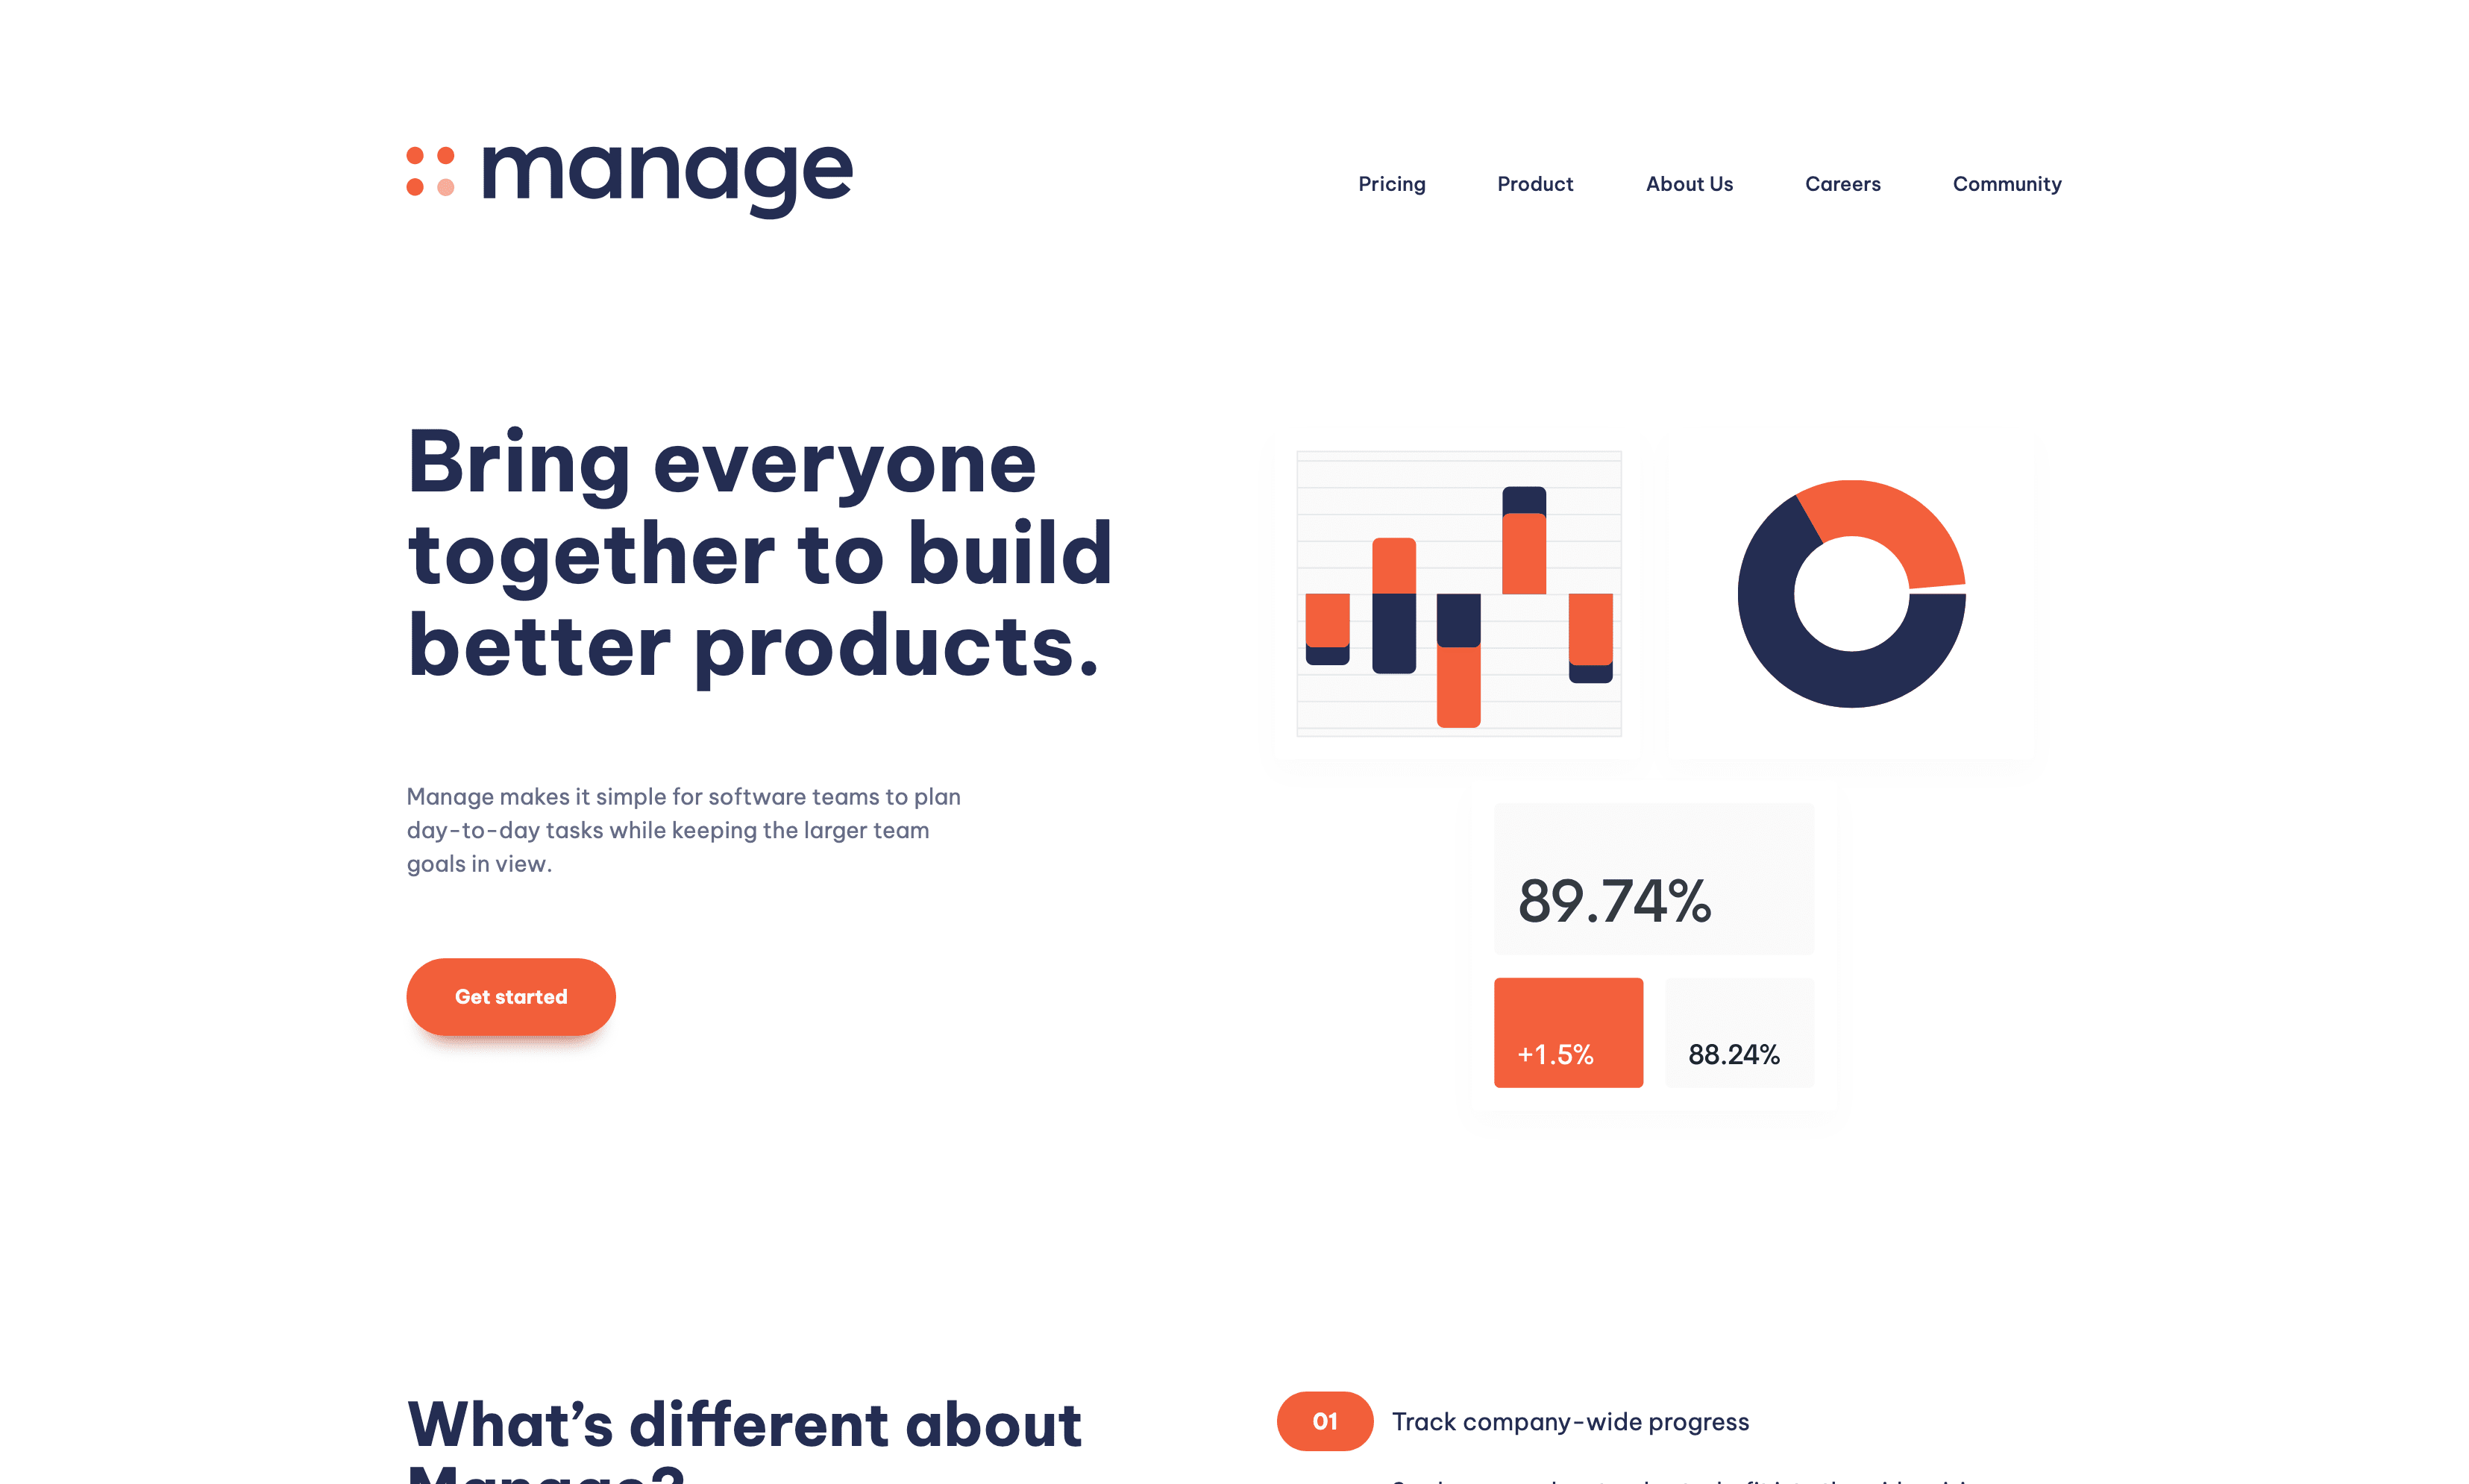 manage
Pricing
Product
About Us
Careers
Community
Bring everyone
together to build
better products.
Manage makes it simple for software teams to plan
day-to-day tasks while keeping the larger team
goals in view.
Get started
89.74%
+1.5%
88.24%
What’s different about
Manage?
01
Track company-wide progress